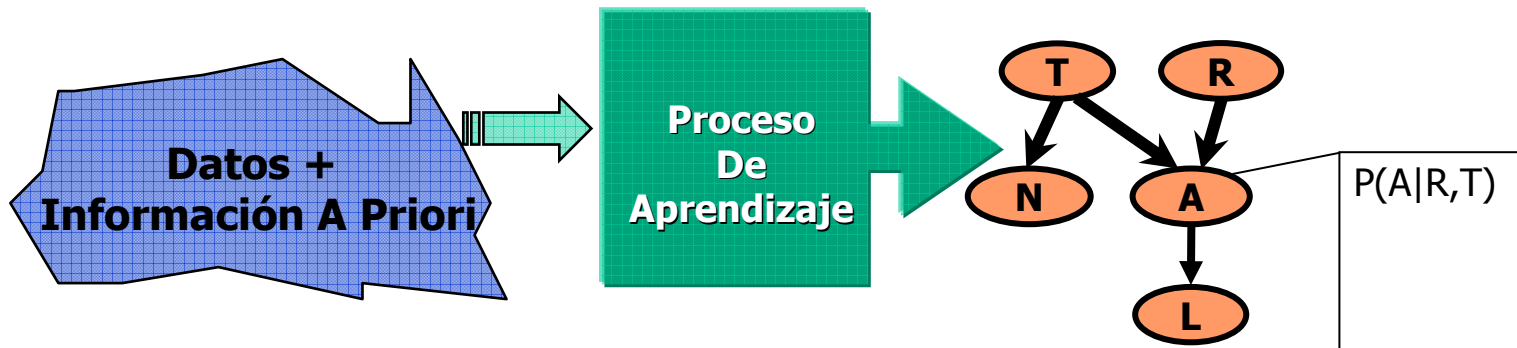 Datos +
Información A Priori
Proceso
De
Aprendizaje
T
R
N
A
L
P(A|R,T)